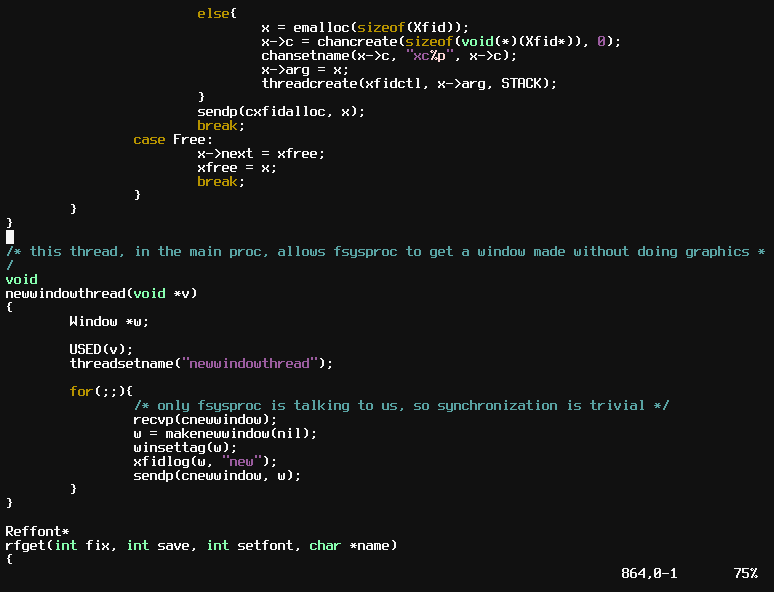 else{
x = emalloc(sizeof(Xfid));
x->c = chancreate(sizeof(void(*)(Xfid*)), 0);
chansetname(x->c, "xc%p", x->c);
x->arg = x;
threadcreate(xfidctl, x->arg, STACK);
}
sendp(cxfidalloc, x);
break;
case Free:
x->next = xfree;
xfree = x;
break;
}
}
}
/* this thread, in the main proc, allows fsysproc to get a window made without doing graphics *
/
void
newwindowthread(void *v)
{
Window *w;
USED(v);
threadsetname("newwindowthread");
for(;;){
/* only fsysproc is talking to us, so synchronization is trivial */
recvp(cnewwindow);
w = makenewwindow(nil);
winsettag(w);
xfidlog(w, "new");
sendp(cnewwindow, w);
}
}
Reffont*
rfget(int fix, int save, int setfont, char *name)
{
864,0-1 75%